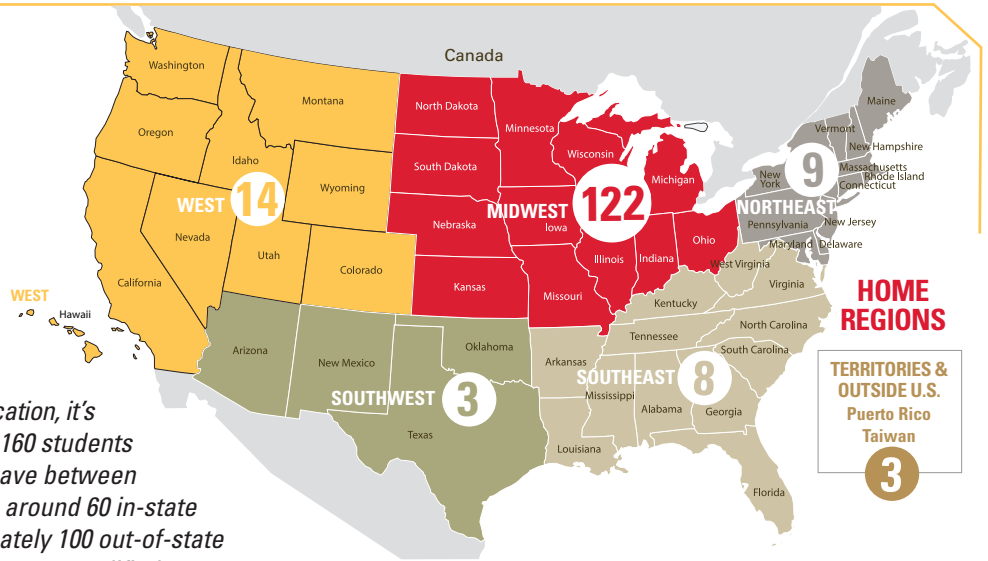 Canada
Washington
Montana
North Dakota
Minnesota
Maine
Oregon
Vermont
New Hampshire
Wisconsin
Idaho
South Dakota
Michigan
New
York
9
Massachusetts
Rhode Island
Connecticut
Wyoming
WEST 14
MIDWEST 122
NORTHEAST
Nebraska
Iowa
Pennsylvania
New Jersey
Nevada
Ohio
Maryland
Delaware
Utah
Illinois
Indiana
West Virginia
Colorado
California
Kansas
Missouri
Virginia
WEST
Hawaii
Kentucky
HOME
REGIONS
North Carolina
Tennessee
Arizona
New Mexico
Oklahoma
Arkansas
South Carolina
SOUTHEAST 8
SOUTHWEST 3
Mississippi
Alabama
Georgia
Texas
Louisiana
Florida
TERRITORIES &
OUTSIDE U.S.
Puerto Rico
Taiwan
3
cation, it's
160 students
ave between
around 60 in-state
ately 100 out-of-state